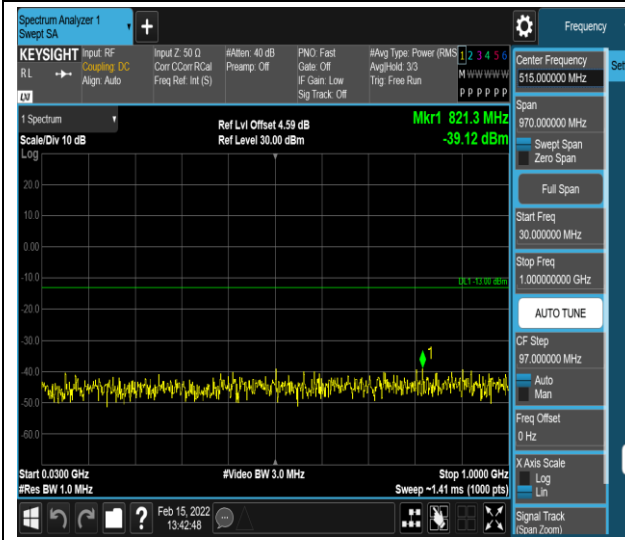 Spectrum Analyzer 1
Swept SA
+
Frequency
KEYSIGHT
RL
LXI
Input: RF
Coupling: DC
Align: Auto
Input Z: 50 Ω
Corr CCorr RCal
Freq Ref: Int (S)
#Atten: 40 dB
Preamp: Off
PNO: Fast
Gate: Off
IF Gain: Low
Sig Track: Off
#Avg Type: Power (RMS
Avg|Hold: 3/3
Trig: Free Run
1 2 3 4 5 6
M W W W W W
P P P P P P
1 Spectrum
Scale/Div 10 dB
Log
Ref Lvl Offset 4.59 dB
Ref Level 30.00 dBm
Mkr1 821.3 MHz
-39.12 dBm
20.0
10.0
0.00
-10.0
DL1 -13.00 dBm
-20.0
-30.0
1
-40.0
-50.0
-60.0
Start 0.0300 GHz
#Video BW 3.0 MHz
Stop 1.0000 GHz
#Res BW 1.0 MHz
Sweep ~1.41 ms (1000 pts)
?
Feb 15, 2022
13:42:48
Center Frequency
515.000000 MHz
Set
Span
970.000000 MHz
Swept Span
Zero Span
Full Span
Start Freq
30.000000 MHz
Stop Freq
1.000000000 GHz
AUTO TUNE
CF Step
97.000000 MHz
Auto
Man
Freq Offset
0 Hz
X Axis Scale
Log
Lin
Signal Track
(Span Zoom)